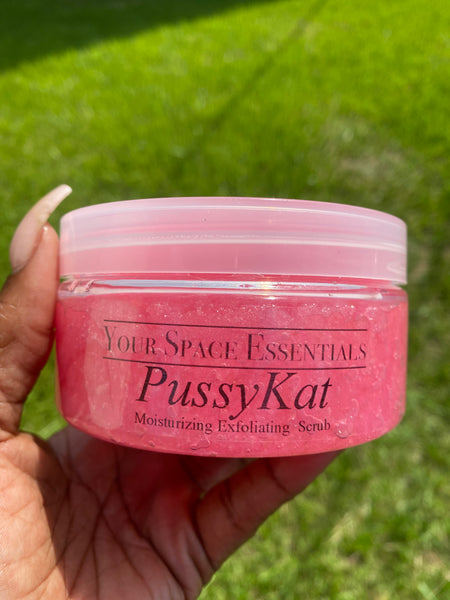 Your Space Essentials
PussyKat
Moisturizing Exfoliating Scrub